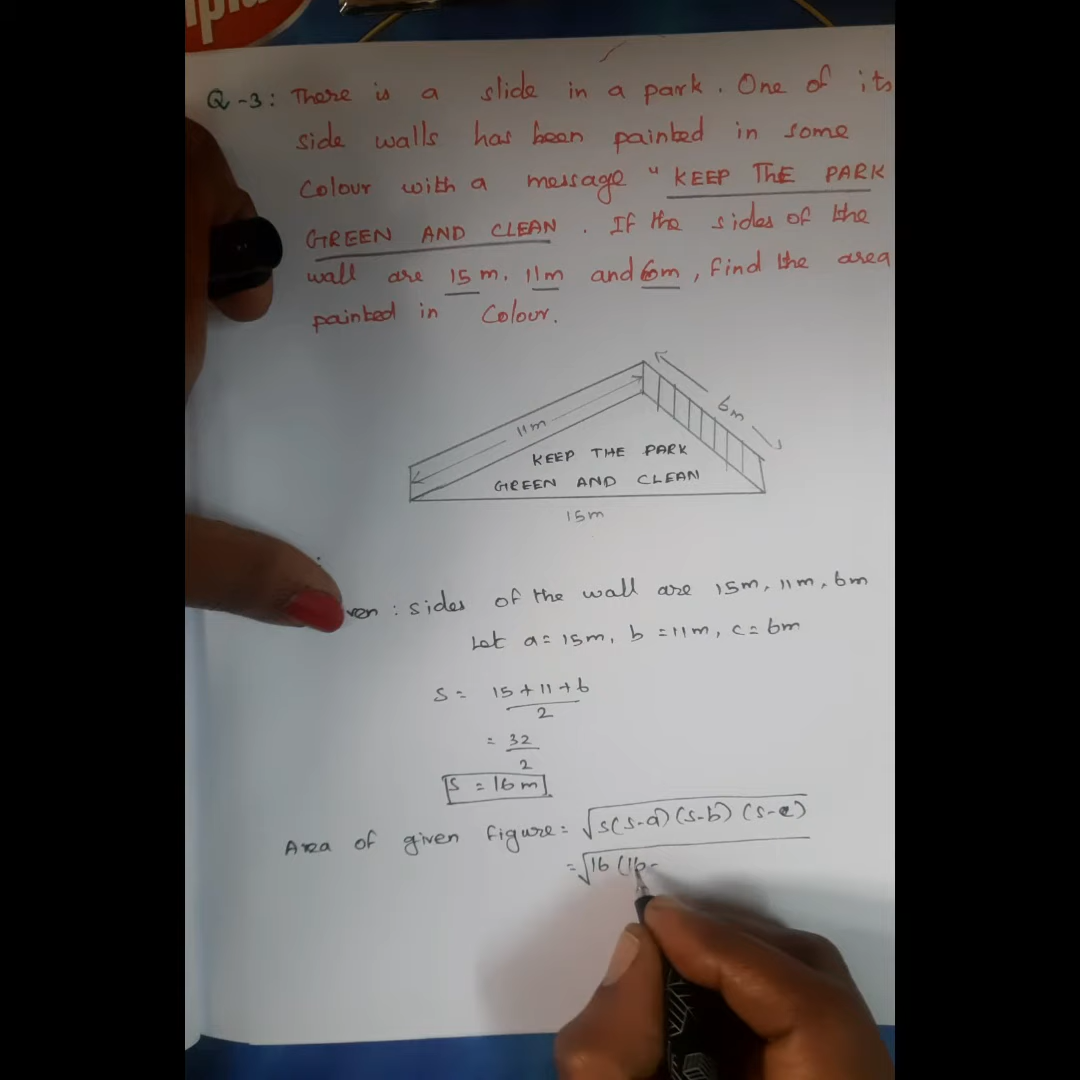 Q-3: There is a slide in a park. One of its
side walls has been painted in some
Colour with a message "KEEP THE PARK
GREEN AND CLEAN. If the sides of the
wall are 15m, 11m and 6m, find the area
painted in Colour.
11m
6m
KEEP THE PARK
GREEN AND CLEAN
15m
ven: sides of the wall are 15m, 11m, 6m
Let a=15m, b=11m, c=6m
S= 15+11+6
2
= 32
2
S = 16m
Area of given figure= √s(s-a)(s-b)(s-c)
=√16(16-